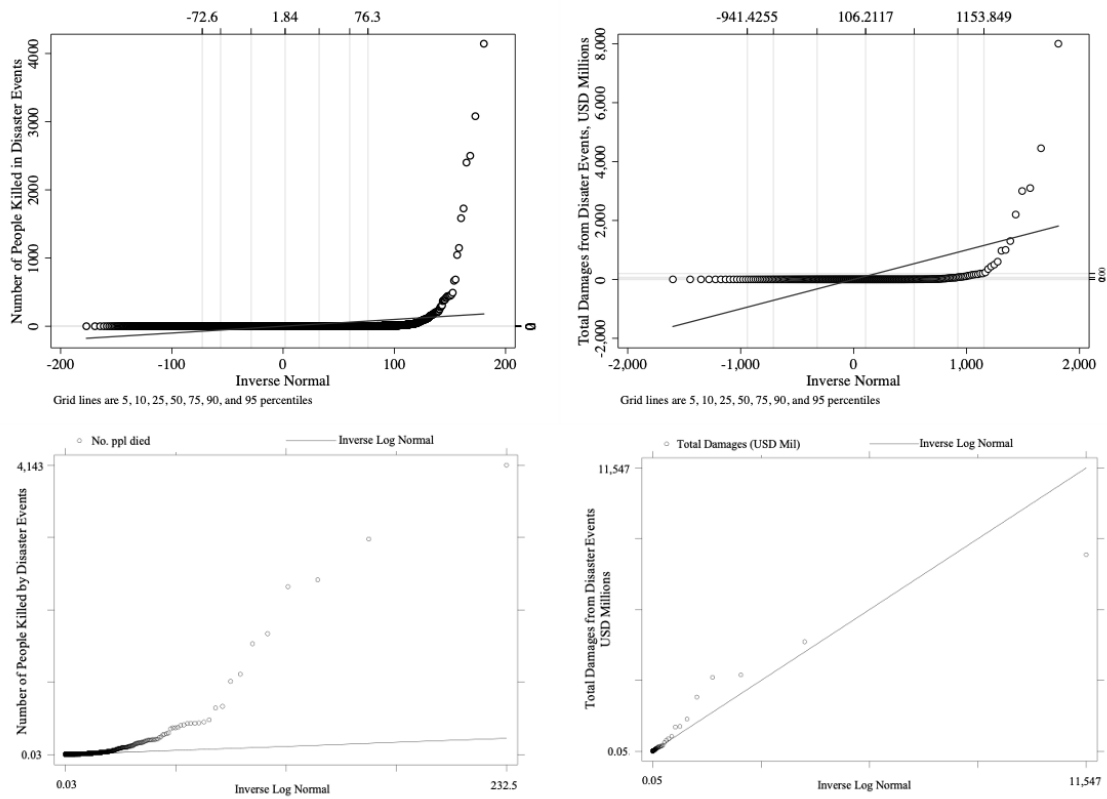 -72.6 1.84 76.3
Number of People Killed in Disaster Events
4000
3000
2000
1000
0
0
-200 -100 0 100 200
Inverse Normal
Grid lines are 5, 10, 25, 50, 75, 90, and 95 percentiles
-941.4255 106.2117 1153.849
Total Damages from Disater Events, USD Millions
8,000
6,000
4,000
2,000
0
-2,000
-2,000 -1,000 0 1,000 2,000
Inverse Normal
Grid lines are 5, 10, 25, 50, 75, 90, and 95 percentiles
No. ppl died Inverse Log Normal
Number of People Killed by Disaster Events
4,143
0.03
0.03 232.5
Inverse Log Normal
Total Damages (USD Mil) Inverse Log Normal
Total Damages from Disaster Events
USD Millions
11,547
0.05
0.05 11,547
Inverse Log Normal